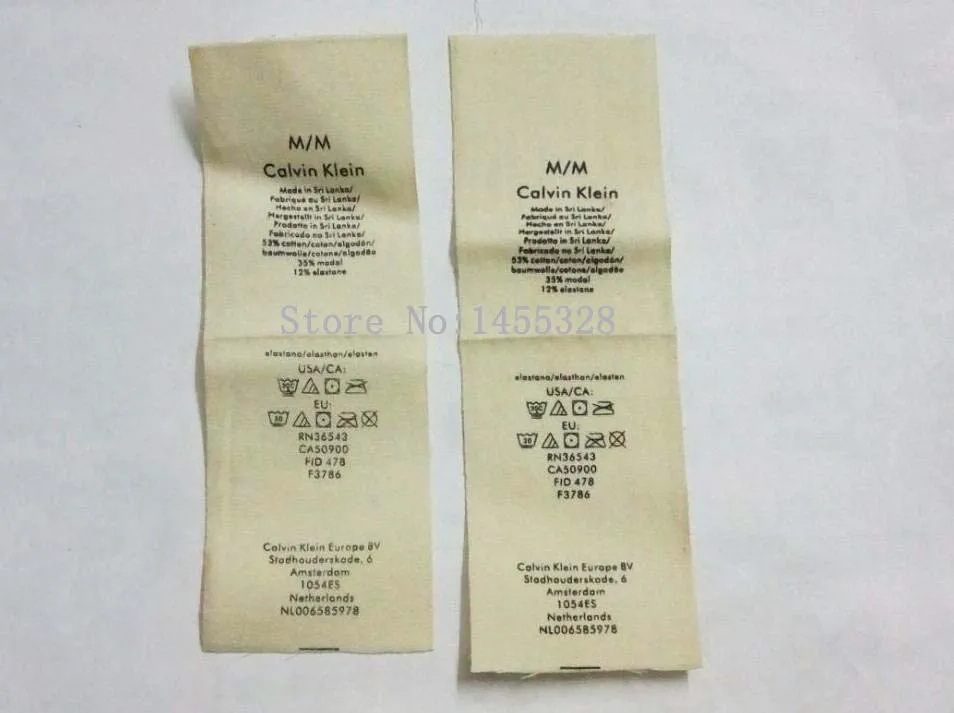 M/M
Calvin Klein
Made in Sri Lanka/
Fabriqué au Sri Lanka/
Hecho en Sri Lanka/
Hergestellt in Sri Lanka/
Prodotto in Sri Lanka/
Fabricado no Sri Lanka/
53% cotton/coton/algodón/
baumwolle/cotone/algodão
35% modal
12% elastane
elastano/elasthan/elasten
USA/CA:
30C
EU:
30
RN36543
CA50900
FID 478
F3786
Calvin Klein Europe BV
Stadhouderskade, 6
Amsterdam
1054ES
Netherlands
NL006585978
M/M
Calvin Klein
Made in Sri Lanka/
Fabriqué au Sri Lanka/
Hecho en Sri Lanka/
Hergestellt in Sri Lanka/
Prodotto in Sri Lanka/
Fabricado no Sri Lanka/
53% cotton/coton/algodón/
baumwolle/cotone/algodão
35% modal
12% elastane
elastano/elasthan/elasten
USA/CA:
30C
EU:
30
RN36543
CA50900
FID 478
F3786
Calvin Klein Europe BV
Stadhouderskade, 6
Amsterdam
1054ES
Netherlands
NL006585978
Store No:1455328